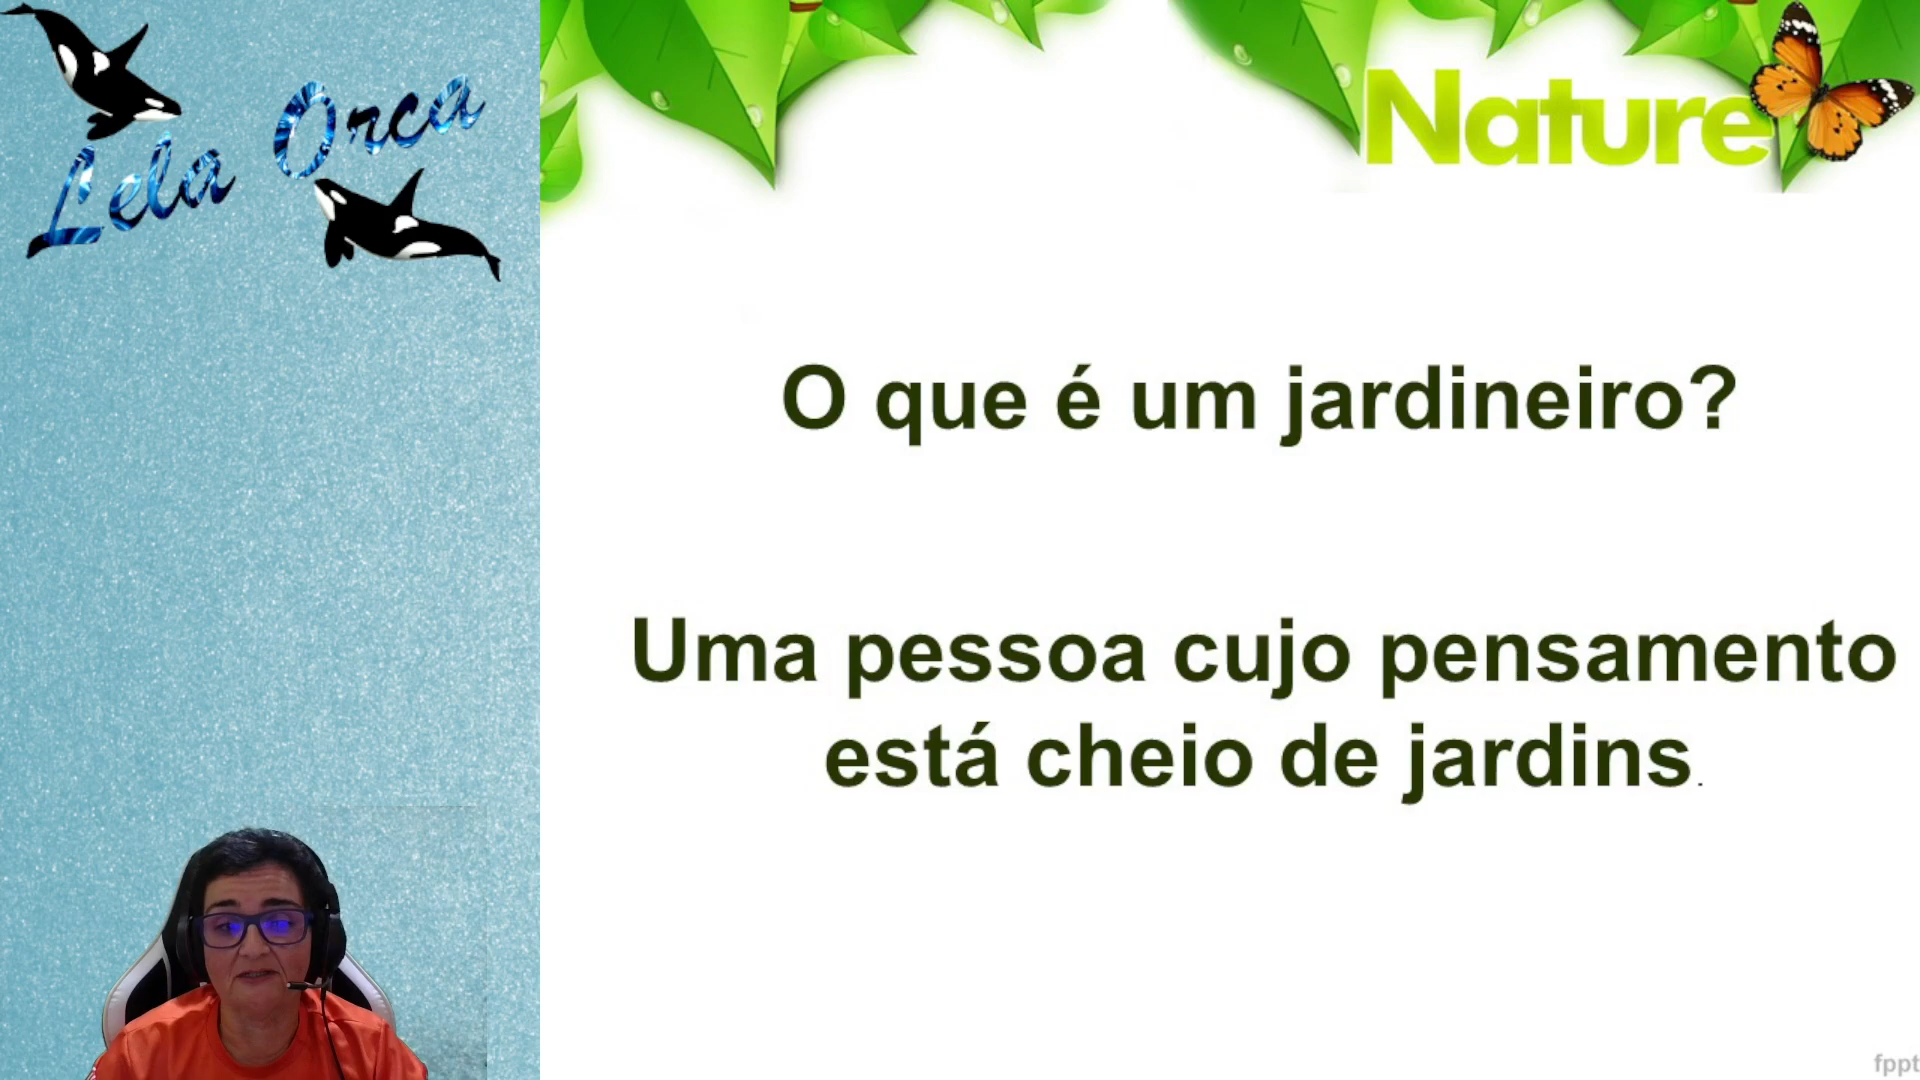 Lela Orca
Nature
O que é um jardineiro?
Uma pessoa cujo pensamento
está cheio de jardins.
fppt